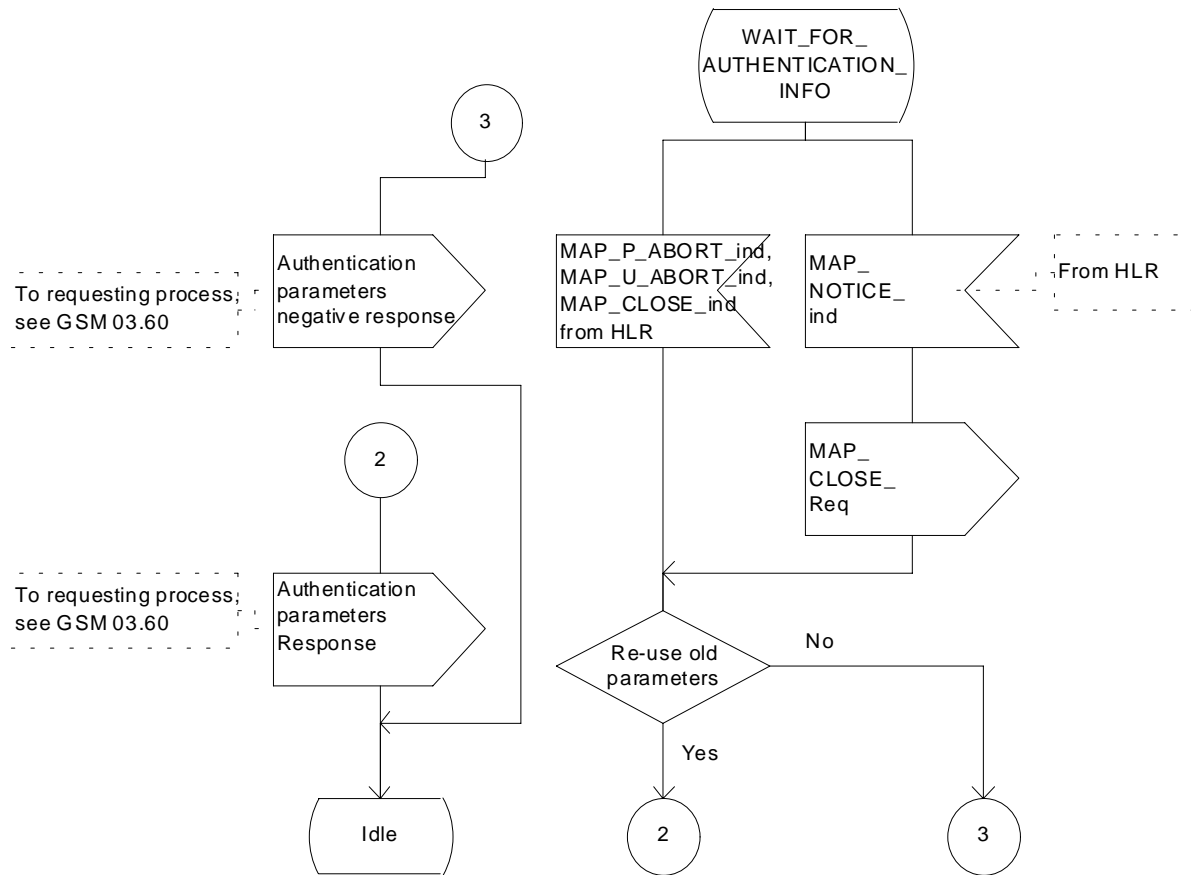 WAIT_FOR_
AUTHENTICATION_
INFO
3
Authentication
parameters
negative response
To requesting process,
see GSM 03.60
MAP_P_ABORT_ind,
MAP_U_ABORT_ind,
MAP_CLOSE_ind
from HLR
MAP_
NOTICE_
ind
From HLR
2
MAP_
CLOSE_
Req
To requesting process,
see GSM 03.60
Authentication
parameters
Response
Re-use old
parameters
No
Yes
Idle
2
3